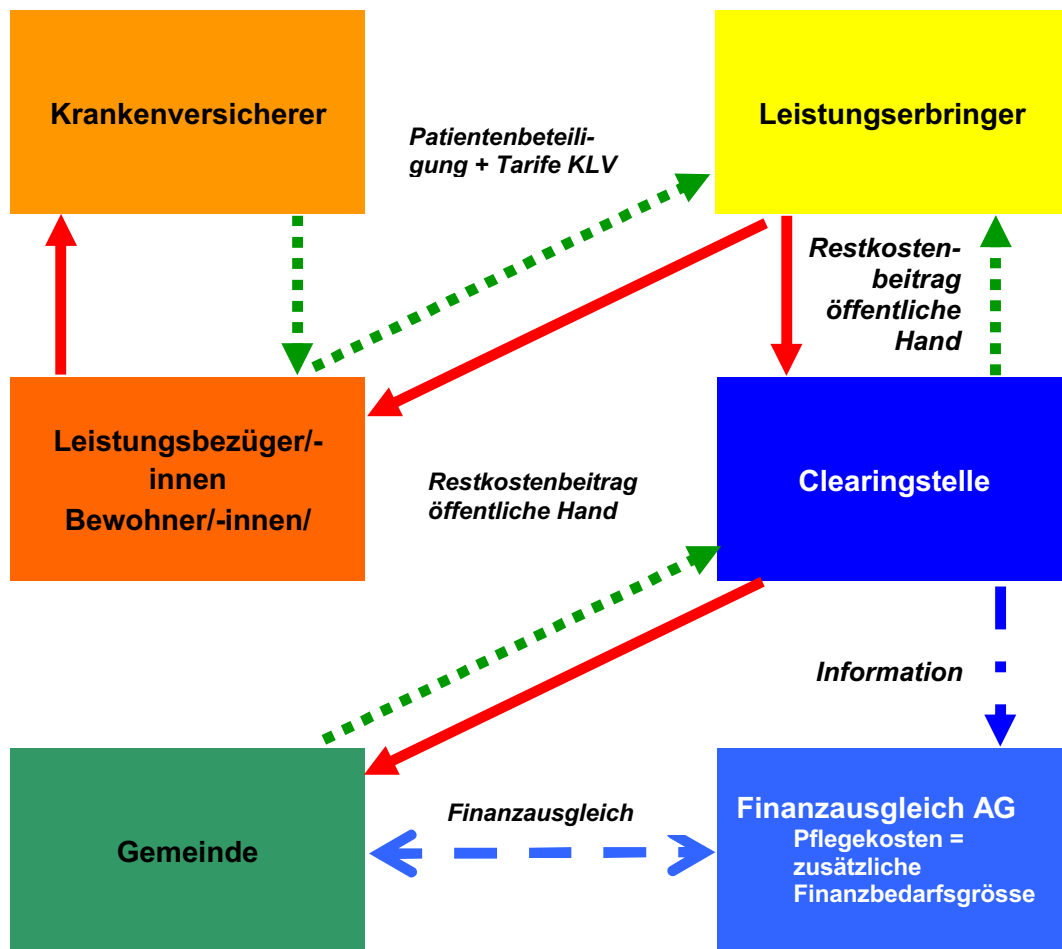 Krankenversicherer
Leistungserbringer
Patientenbeteili-
gung + Tarife KLV
Restkosten-
beitrag
öffentliche
Hand
Leistungsbezüger/-
innen
Bewohner/-innen/
Restkostenbeitrag
öffentliche Hand
Clearingstelle
Information
Gemeinde
Finanzausgleich
Finanzausgleich AG
Pflegekosten =
zusätzliche
Finanzbedarfsgrösse